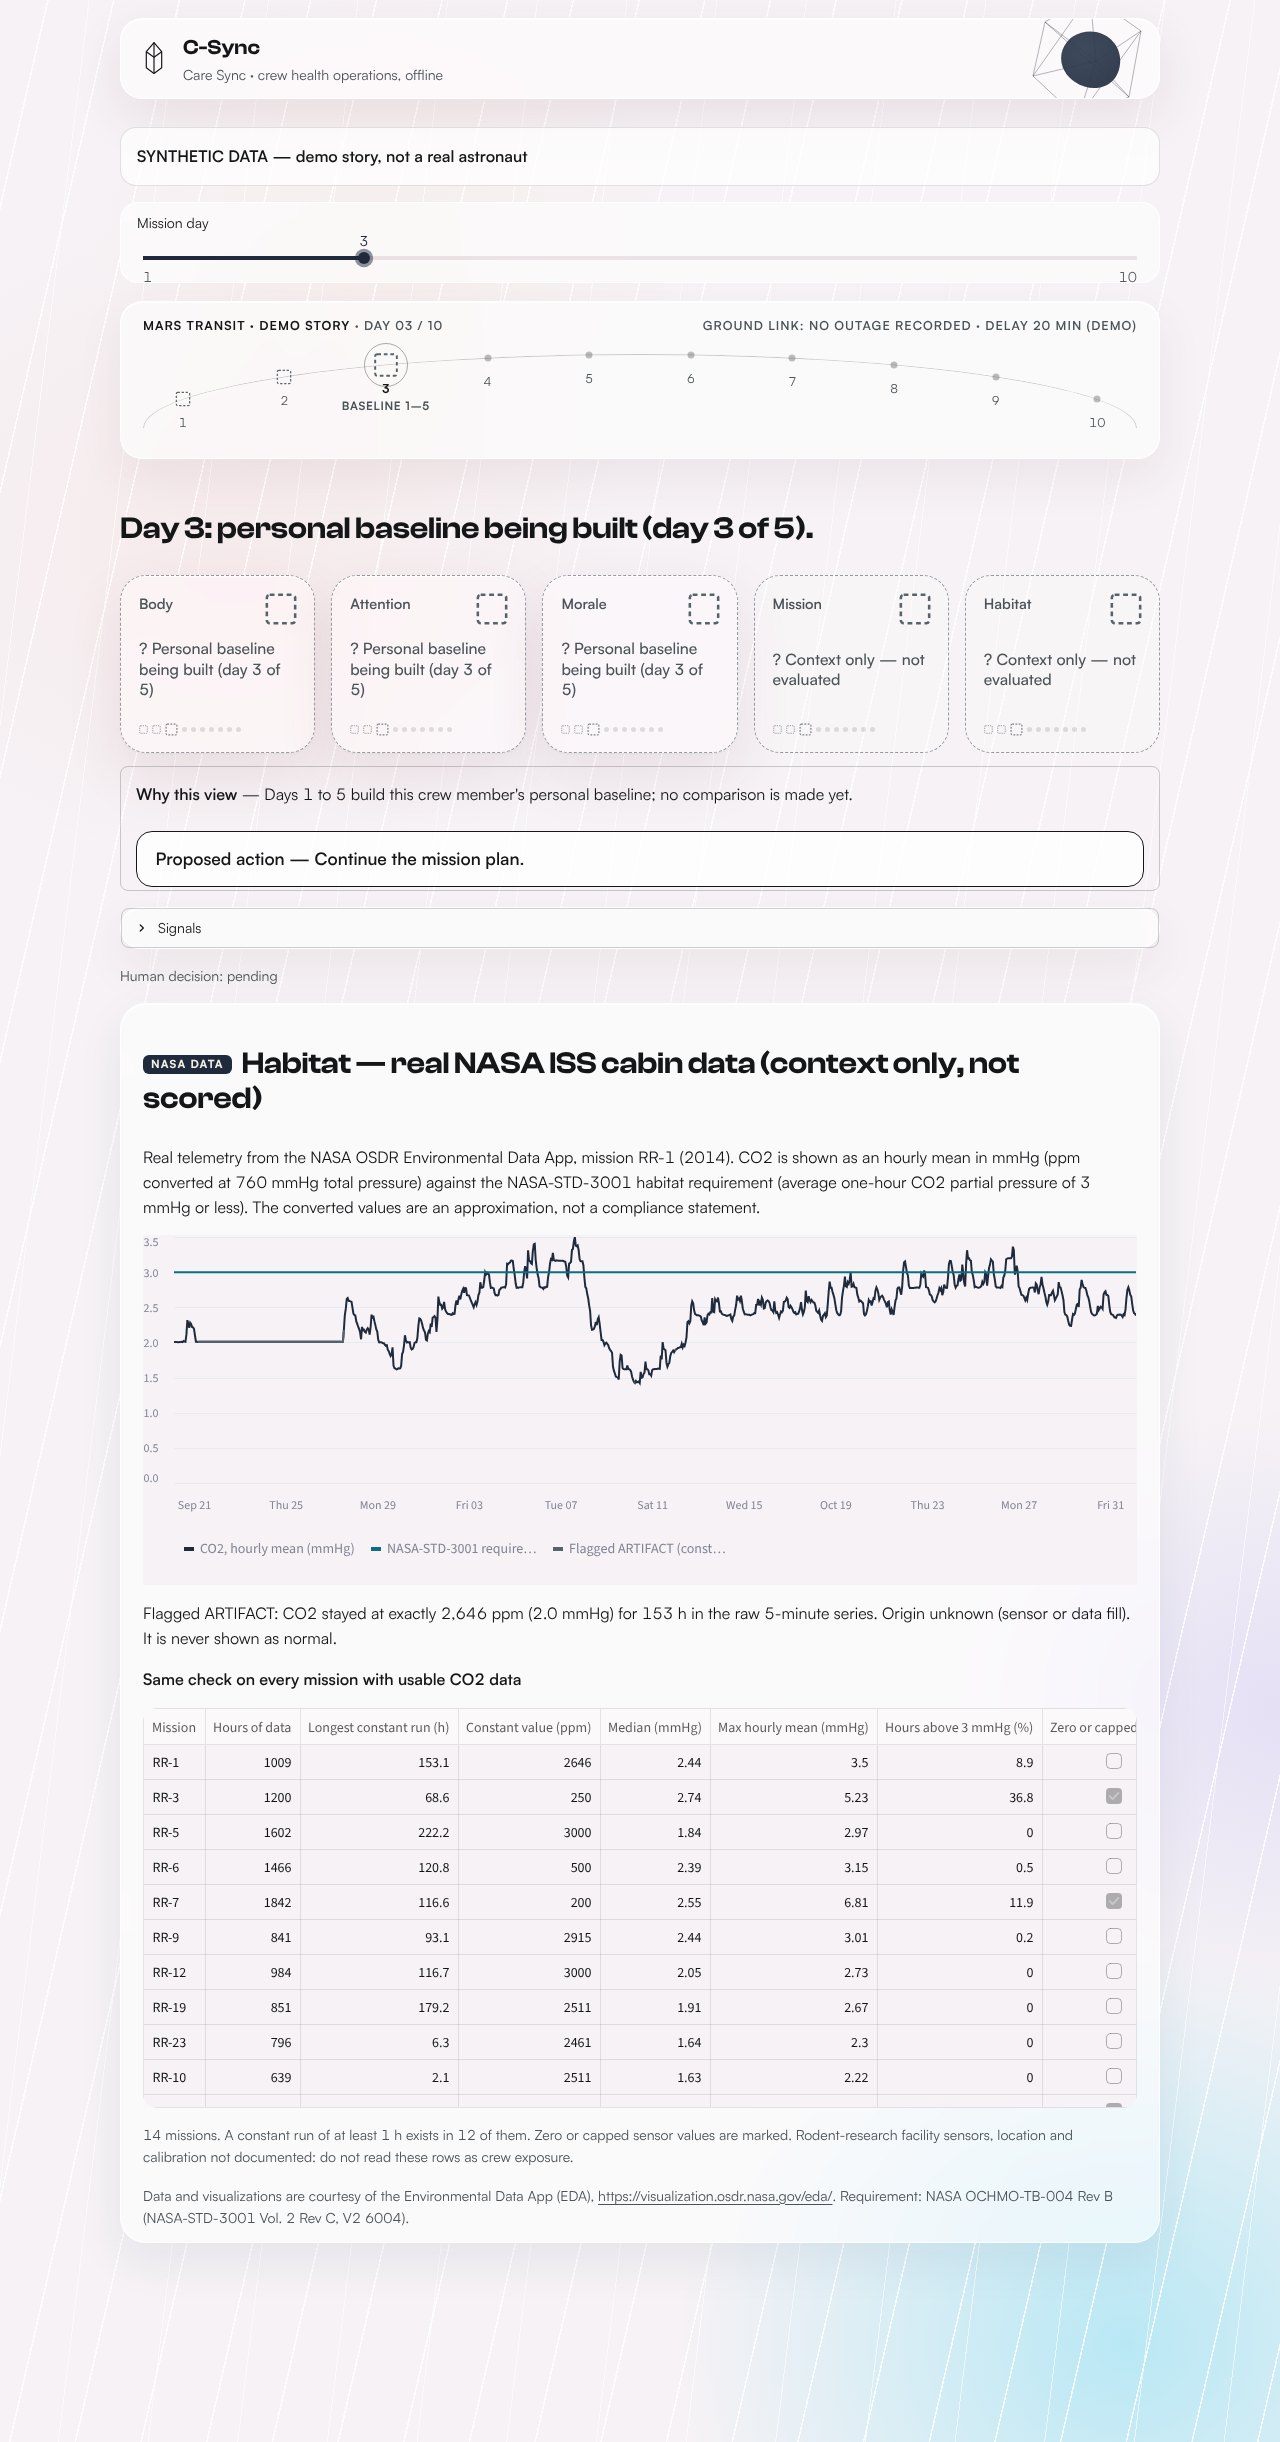 C-Sync
Care Sync · crew health operations, offline
SYNTHETIC DATA — demo story, not a real astronaut
Mission day
3
1 10
MARS TRANSIT · DEMO STORY · DAY 03 / 10
GROUND LINK: NO OUTAGE RECORDED · DELAY 20 MIN (DEMO)
1 2 3 4 5 6 7 8 9 10
BASELINE 1–5
Day 3: personal baseline being built (day 3 of 5).
Body
? Personal baseline
being built (day 3 of
5)
Attention
? Personal baseline
being built (day 3 of
5)
Morale
? Personal baseline
being built (day 3 of
5)
Mission
? Context only — not
evaluated
Habitat
? Context only — not
evaluated
Why this view — Days 1 to 5 build this crew member's personal baseline; no comparison is made yet.
Proposed action — Continue the mission plan.
Signals
Human decision: pending
NASA DATA Habitat — real NASA ISS cabin data (context only, not
scored)
Real telemetry from the NASA OSDR Environmental Data App, mission RR-1 (2014). CO2 is shown as an hourly mean in mmHg (ppm
converted at 760 mmHg total pressure) against the NASA-STD-3001 habitat requirement (average one-hour CO2 partial pressure of 3
mmHg or less). The converted values are an approximation, not a compliance statement.
3.5
3.0
2.5
2.0
1.5
1.0
0.5
0.0
Sep 21 Thu 25 Mon 29 Fri 03 Tue 07 Sat 11 Wed 15 Oct 19 Thu 23 Mon 27 Fri 31
CO2, hourly mean (mmHg) NASA-STD-3001 require… Flagged ARTIFACT (const…
Flagged ARTIFACT: CO2 stayed at exactly 2,646 ppm (2.0 mmHg) for 153 h in the raw 5-minute series. Origin unknown (sensor or data fill).
It is never shown as normal.
Same check on every mission with usable CO2 data
Mission Hours of data Longest constant run (h) Constant value (ppm) Median (mmHg) Max hourly mean (mmHg) Hours above 3 mmHg (%) Zero or capped
RR-1 1009 153.1 2646 2.44 3.5 8.9
RR-3 1200 68.6 250 2.74 5.23 36.8
RR-5 1602 222.2 3000 1.84 2.97 0
RR-6 1466 120.8 500 2.39 3.15 0.5
RR-7 1842 116.6 200 2.55 6.81 11.9
RR-9 841 93.1 2915 2.44 3.01 0.2
RR-12 984 116.7 3000 2.05 2.73 0
RR-19 851 179.2 2511 1.91 2.67 0
RR-23 796 6.3 2461 1.64 2.3 0
RR-10 639 2.1 2511 1.63 2.22 0
14 missions. A constant run of at least 1 h exists in 12 of them. Zero or capped sensor values are marked. Rodent-research facility sensors, location and
calibration not documented: do not read these rows as crew exposure.
Data and visualizations are courtesy of the Environmental Data App (EDA), https://visualization.osdr.nasa.gov/eda/. Requirement: NASA OCHMO-TB-004 Rev B
(NASA-STD-3001 Vol. 2 Rev C, V2 6004).